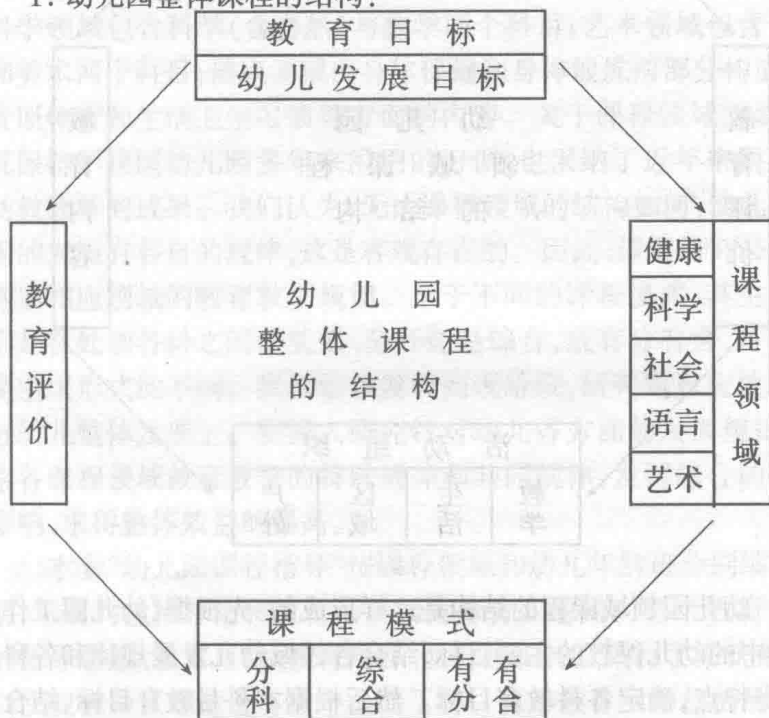 1. 幼儿园整体课程的结构：
教育目标
幼儿发展目标
教育评价
幼儿园
整体课程
的结构
健康
科学
社会
语言
艺术
课程领域
课程模式
分科
综合
有分有合